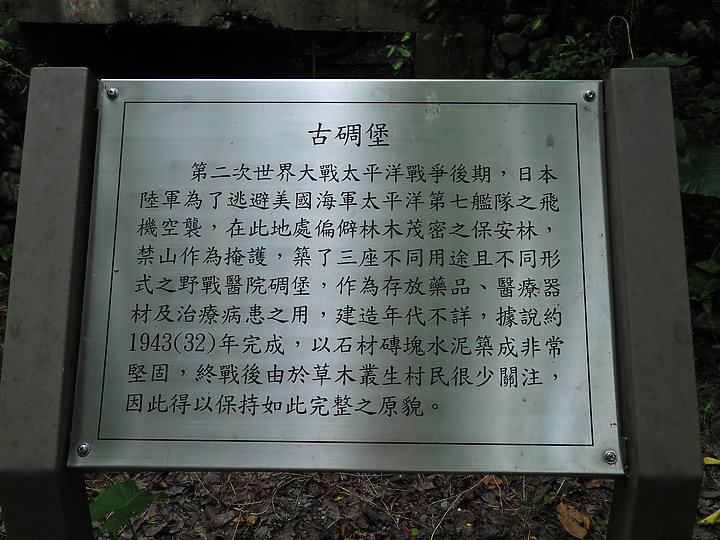 古碉堡
第二次世界大戰太平洋戰爭後期，日本
陸軍為了逃避美國海軍太平洋第七艦隊之飛
機空襲，在此地處偏僻林木茂密之保安林，
禁山作為掩護，築了三座不同用途且不同形
式之野戰醫院碉堡，作為存放藥品、醫療器
材及治療病患之用，建造年代不詳，據說約
1943(32)年完成，以石材磚塊水泥築成非常
堅固，終戰後由於草木叢生村民很少關注，
因此得以保持如此完整之原貌。